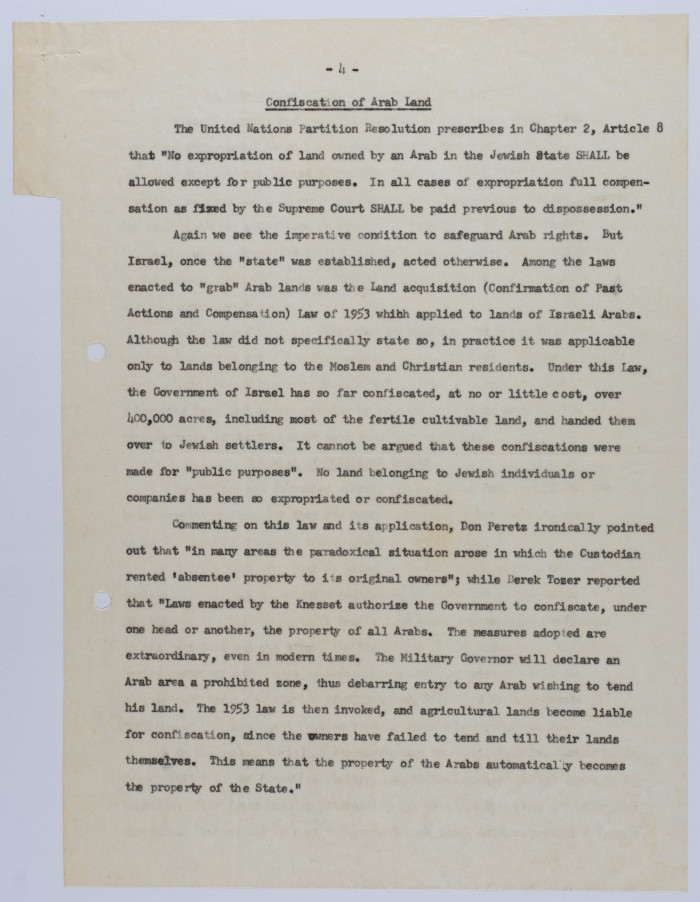 - 4 -
Confiscation of Arab Land
The United Nations Partition Resolution prescribes in Chapter 2, Article 8
that "No expropriation of land owned by an Arab in the Jewish State SHALL be
allowed except for public purposes. In all cases of expropriation full compen-
sation as fixed by the Supreme Court SHALL be paid previous to dispossession."
Again we see the imperative condition to safeguard Arab rights. But
Israel, once the "state" was established, acted otherwise. Among the laws
enacted to "grab" Arab lands was the Land acquisition (Confirmation of Past
Actions and Compensation) Law of 1953 whihh applied to lands of Israeli Arabs.
Although the law did not specifically state so, in practice it was applicable
only to lands belonging to the Moslem and Christian residents. Under this Law,
the Government of Israel has so far confiscated, at no or little cost, over
400,000 acres, including most of the fertile cultivable land, and handed them
over to Jewish settlers. It cannot be argued that these confiscations were
made for "public purposes". No land belonging to Jewish individuals or
companies has been so expropriated or confiscated.
Commenting on this law and its application, Don Peretz ironically pointed
out that "in many areas the paradoxical situation arose in which the Custodian
rented 'absentee' property to its original owners"; while Derek Tozer reported
that "Laws enacted by the Knesset authorize the Government to confiscate, under
one head or another, the property of all Arabs. The measures adopted are
extraordinary, even in modern times. The Military Governor will declare an
Arab area a prohibited zone, thus debarring entry to any Arab wishing to tend
his land. The 1953 law is then invoked, and agricultural lands become liable
for confiscation, since the owners have failed to tend and till their lands
themselves. This means that the property of the Arabs automatically becomes
the property of the State."